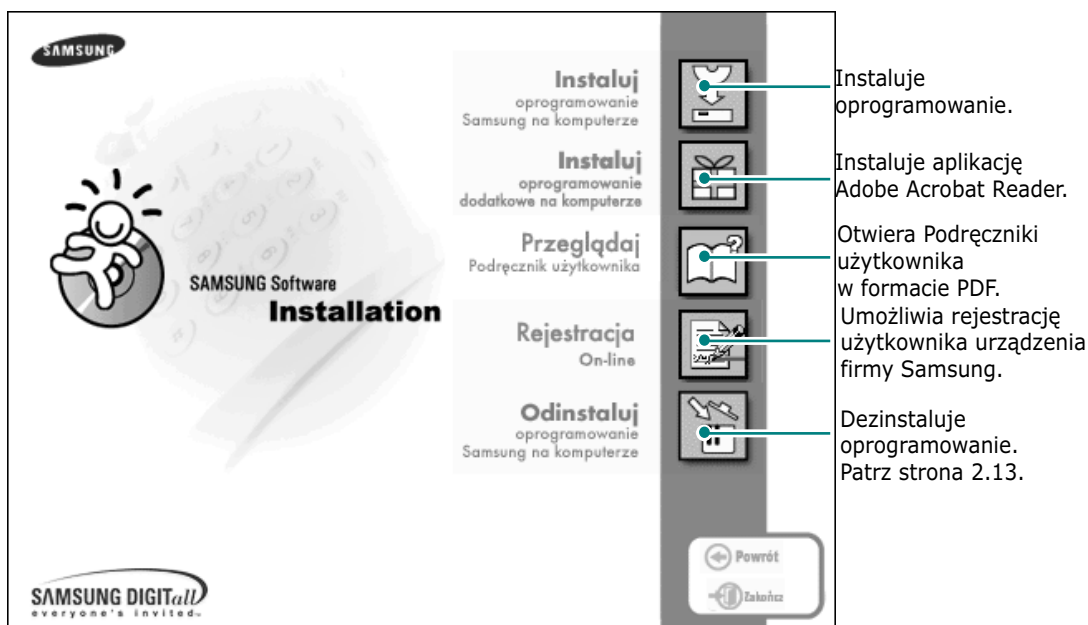 SAMSUNG
Instaluj
oprogramowanie
Samsung na komputerze
Instaluje
oprogramowanie.
Instaluj
oprogramowanie
dodatkowe na komputerze
Instaluje aplikację
Adobe Acrobat Reader.
Przeglądaj
Podręcznik użytkownika
Otwiera Podręczniki
użytkownika
w formacie PDF.
SAMSUNG Software
Installation
Rejestracja
On-line
Umożliwia rejestrację
użytkownika urządzenia
firmy Samsung.
Odinstaluj
oprogramowanie
Samsung na komputerze
Dezinstaluje
oprogramowanie.
Patrz strona 2.13.
Powrót
Zakończ
SAMSUNG DIGITall
everyone's invited™